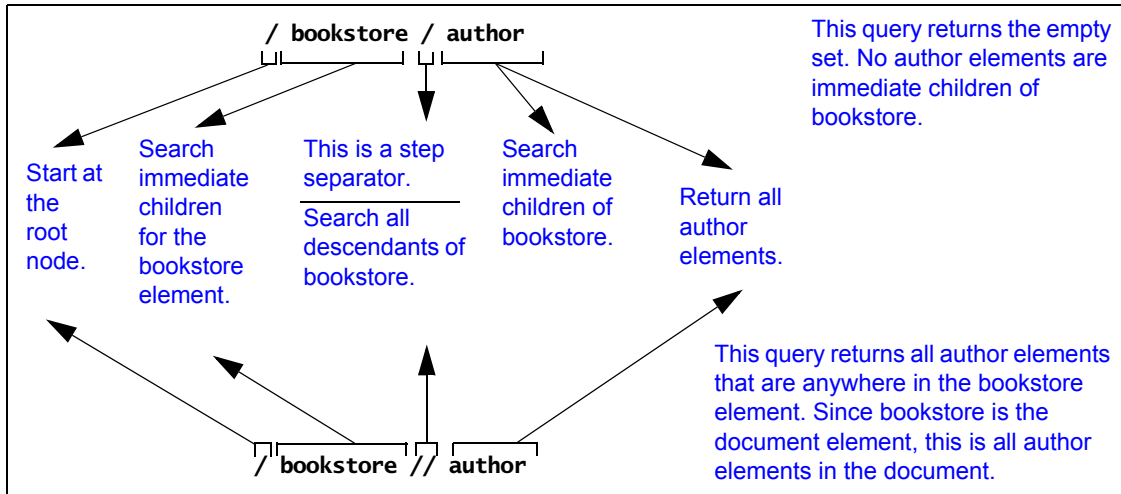 / bookstore / author
This query returns the empty
set. No author elements are
immediate children of
bookstore.
Start at
the
root
node.
Search
immediate
children
for the
bookstore
element.
This is a step
separator.
Search all
descendants of
bookstore.
Search
immediate
children of
bookstore.
Return all
author
elements.
This query returns all author elements
that are anywhere in the bookstore
element. Since bookstore is the
document element, this is all author
elements in the document.
/ bookstore // author